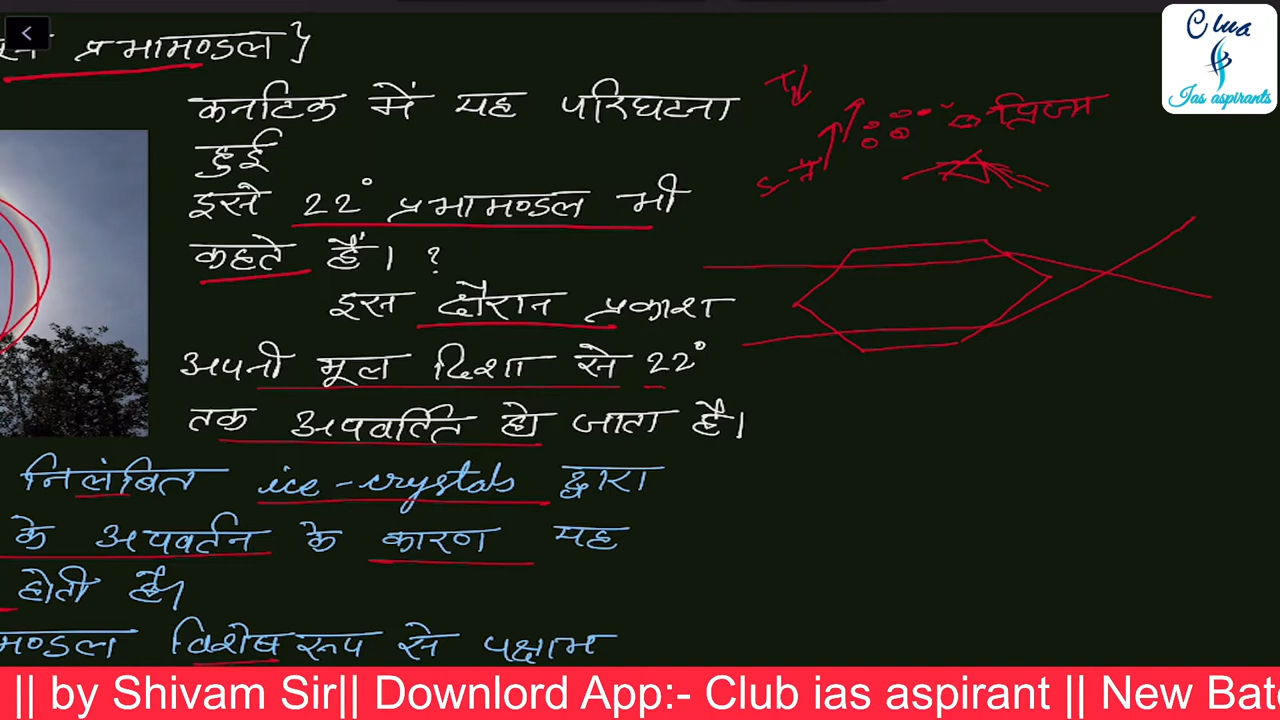 प्रभामण्डल}
कनटिक में यह परिघटना
हुई
इसे 22° प्रभामण्डल भी
कहते हैं। ?
इस दौरान प्रकाश
अपनी मूल दिशा से 22°
तक अपवर्तित हो जाता है।
निलंबित ice-crystals द्वारा
के अपवर्तन के कारण यह
होती है।
मण्डल विशेष रूप से पक्षाभ
प्रिज्म
Clua
Ias aspirants
|| by Shivam Sir|| Downlord App:- Club ias aspirant || New Bat